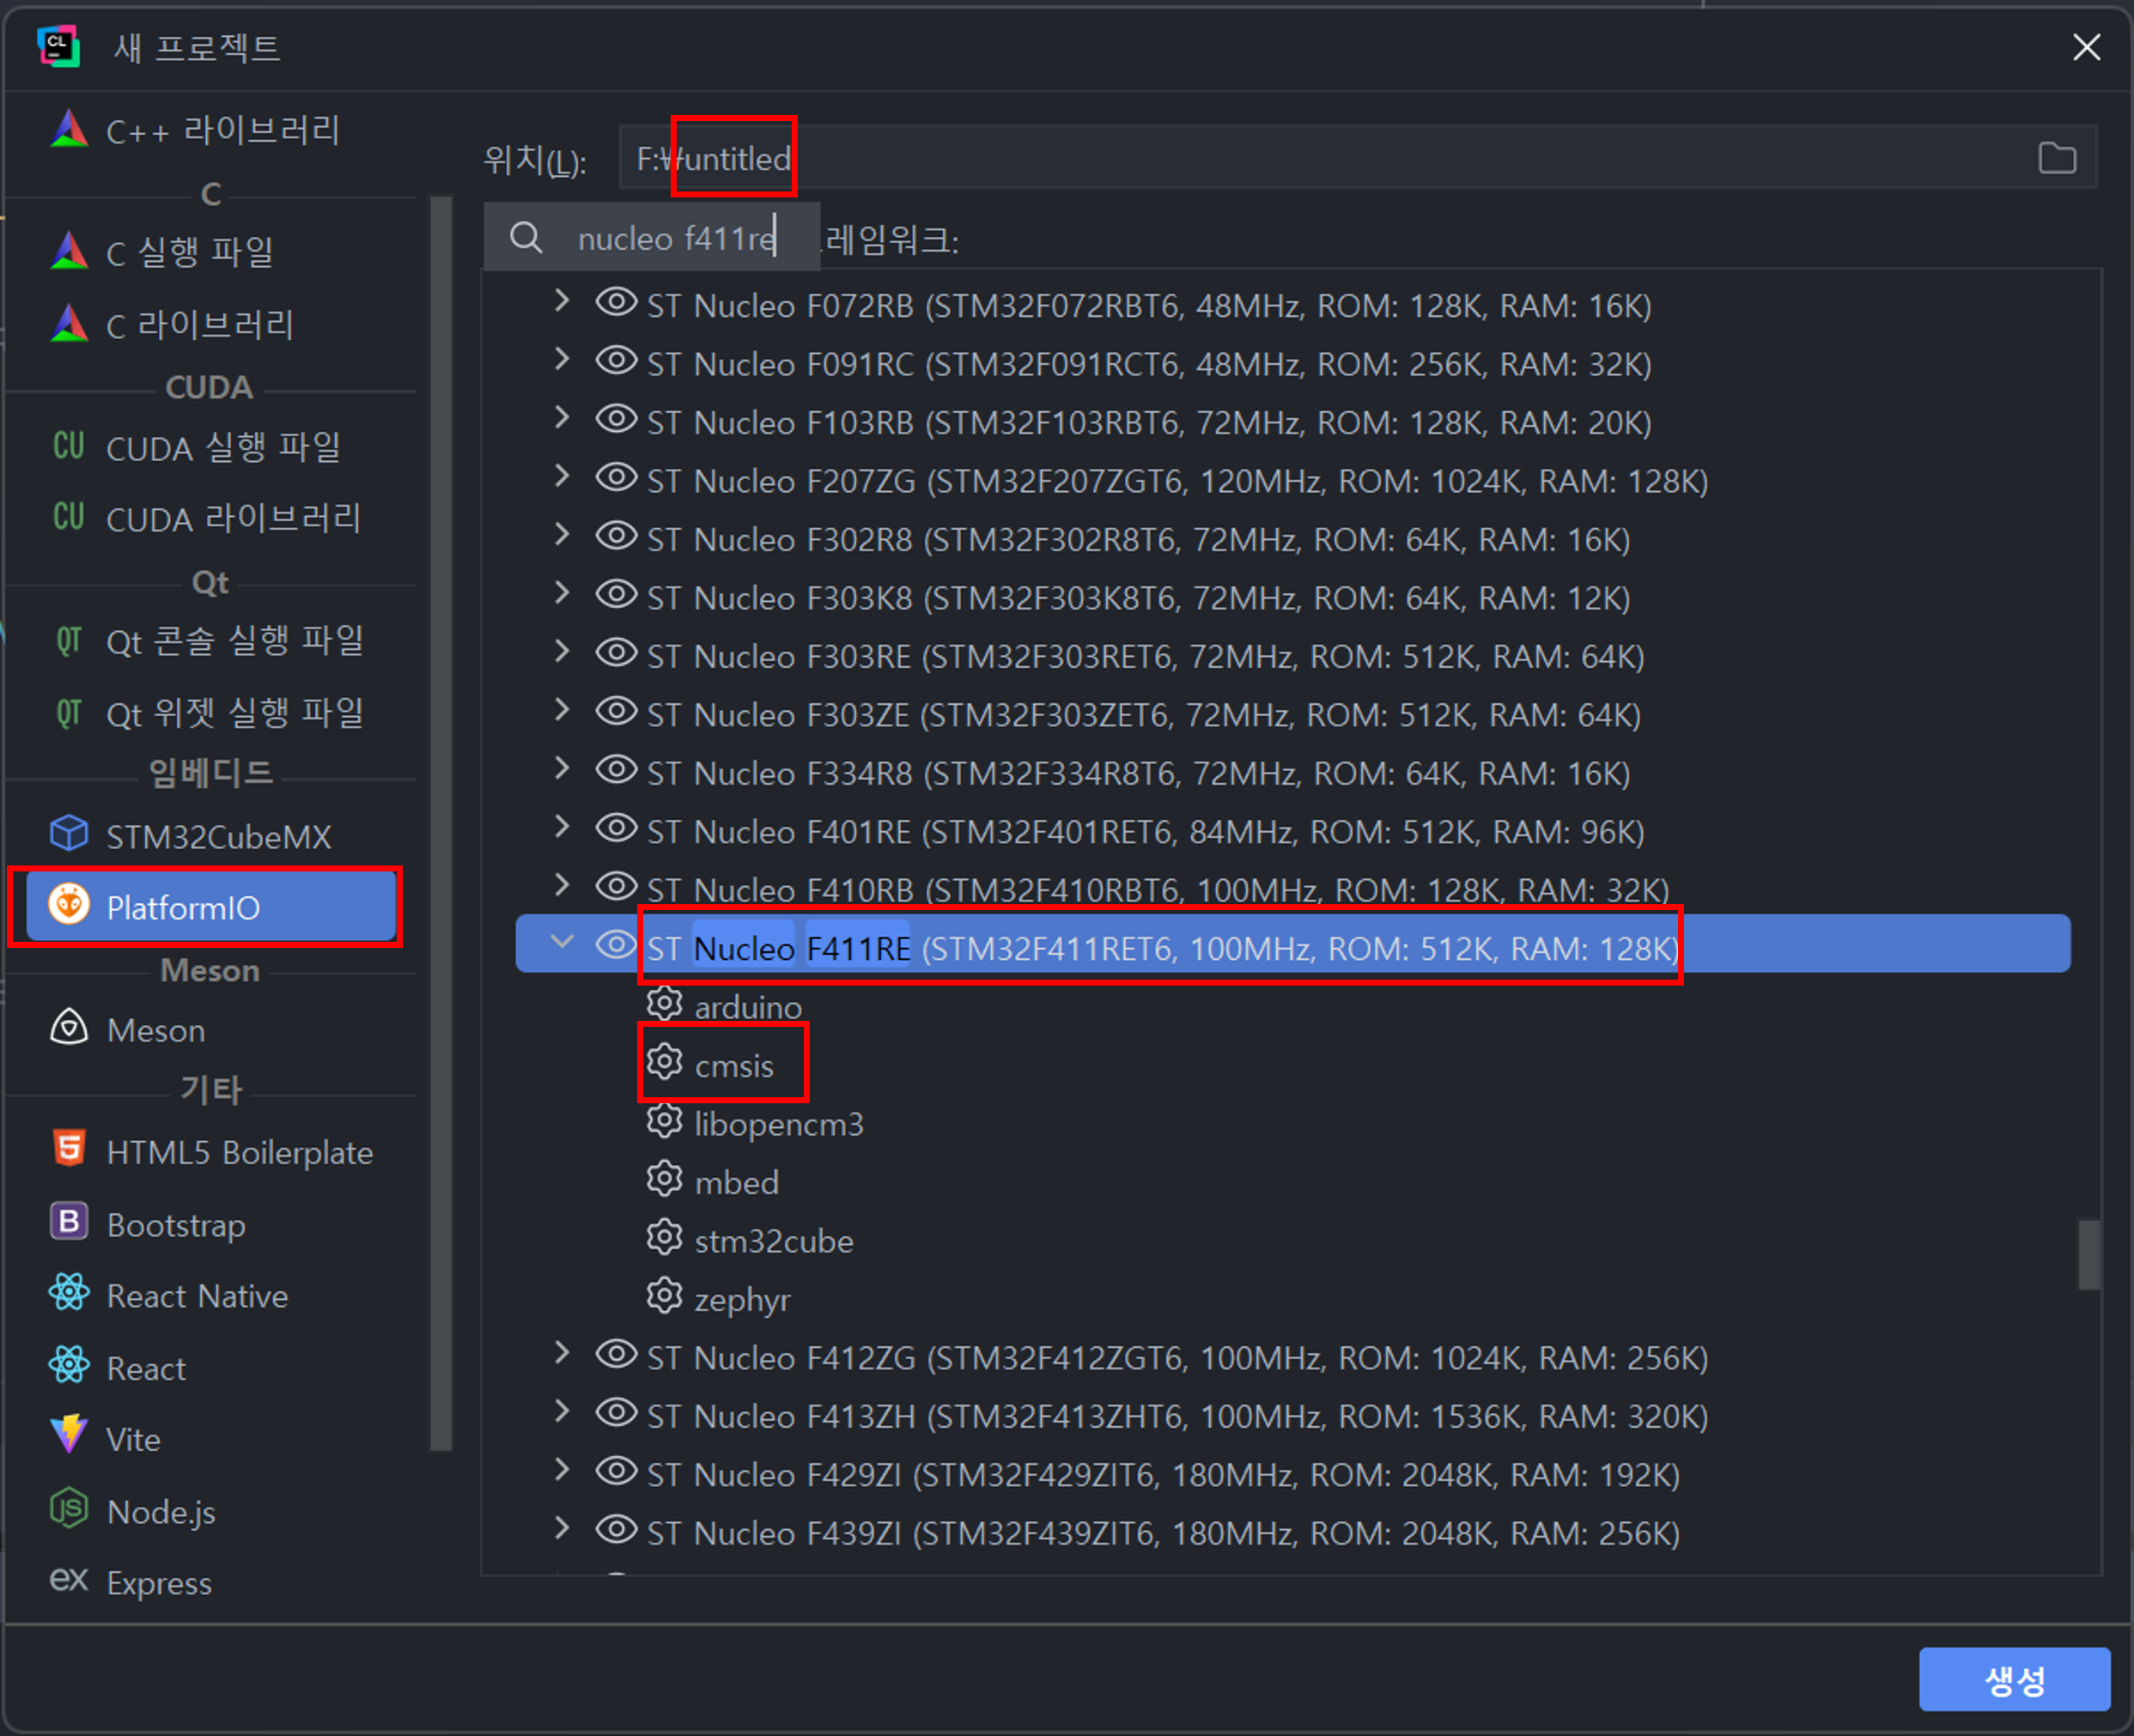 CL
새 프로젝트
C++ 라이브러리
C
C 실행 파일
C 라이브러리
CUDA
CU CUDA 실행 파일
CU CUDA 라이브러리
Qt
QT Qt 콘솔 실행 파일
QT Qt 위젯 실행 파일
임베디드
STM32CubeMX
PlatformIO
Meson
Meson
기타
5 HTML5 Boilerplate
B Bootstrap
React Native
React
Vite
JS Node.js
ex Express
위치(L): F:₩untitled
nucleo f411re
레임워크:
ST Nucleo F072RB (STM32F072RBT6, 48MHz, ROM: 128K, RAM: 16K)
ST Nucleo F091RC (STM32F091RCT6, 48MHz, ROM: 256K, RAM: 32K)
ST Nucleo F103RB (STM32F103RBT6, 72MHz, ROM: 128K, RAM: 20K)
ST Nucleo F207ZG (STM32F207ZGT6, 120MHz, ROM: 1024K, RAM: 128K)
ST Nucleo F302R8 (STM32F302R8T6, 72MHz, ROM: 64K, RAM: 16K)
ST Nucleo F303K8 (STM32F303K8T6, 72MHz, ROM: 64K, RAM: 12K)
ST Nucleo F303RE (STM32F303RET6, 72MHz, ROM: 512K, RAM: 64K)
ST Nucleo F303ZE (STM32F303ZET6, 72MHz, ROM: 512K, RAM: 64K)
ST Nucleo F334R8 (STM32F334R8T6, 72MHz, ROM: 64K, RAM: 16K)
ST Nucleo F401RE (STM32F401RET6, 84MHz, ROM: 512K, RAM: 96K)
ST Nucleo F410RB (STM32F410RBT6, 100MHz, ROM: 128K, RAM: 32K)
ST Nucleo F411RE (STM32F411RET6, 100MHz, ROM: 512K, RAM: 128K)
arduino
cmsis
libopencm3
mbed
stm32cube
zephyr
ST Nucleo F412ZG (STM32F412ZGT6, 100MHz, ROM: 1024K, RAM: 256K)
ST Nucleo F413ZH (STM32F413ZHT6, 100MHz, ROM: 1536K, RAM: 320K)
ST Nucleo F429ZI (STM32F429ZIT6, 180MHz, ROM: 2048K, RAM: 192K)
ST Nucleo F439ZI (STM32F439ZIT6, 180MHz, ROM: 2048K, RAM: 256K)
생성